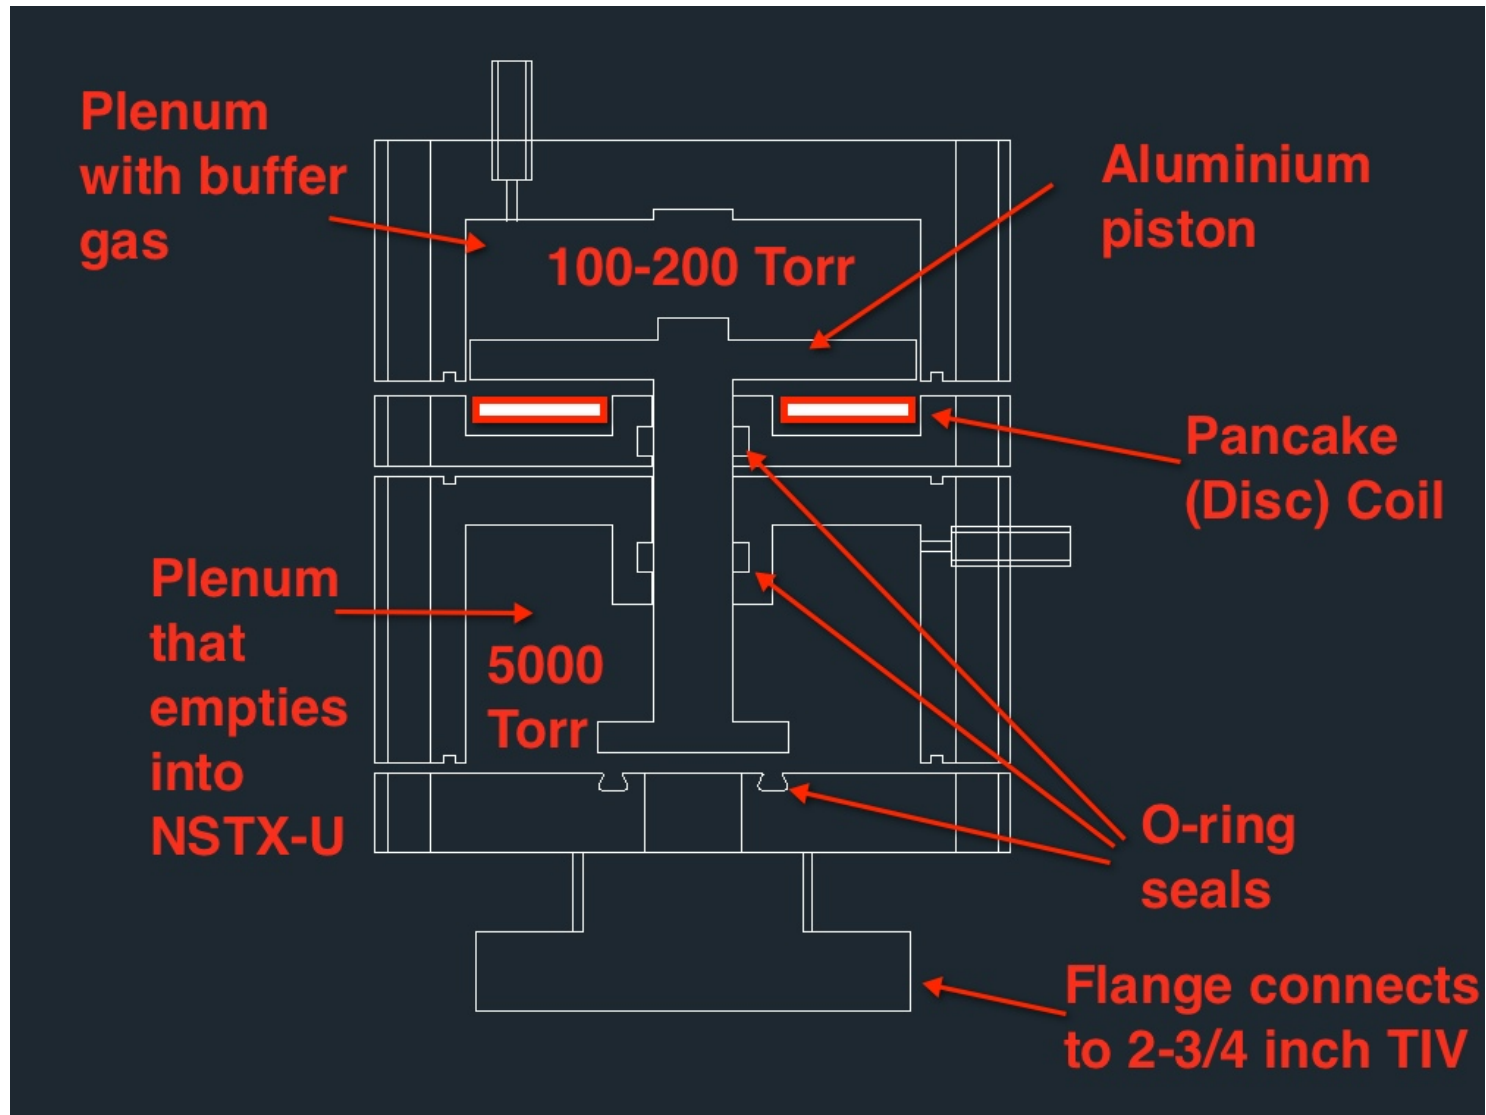 Plenum
with buffer
gas
100-200 Torr
Aluminium
piston
Pancake
(Disc) Coil
Plenum
that
empties
into
NSTX-U
5000
Torr
O-ring
seals
Flange connects
to 2-3/4 inch TIV